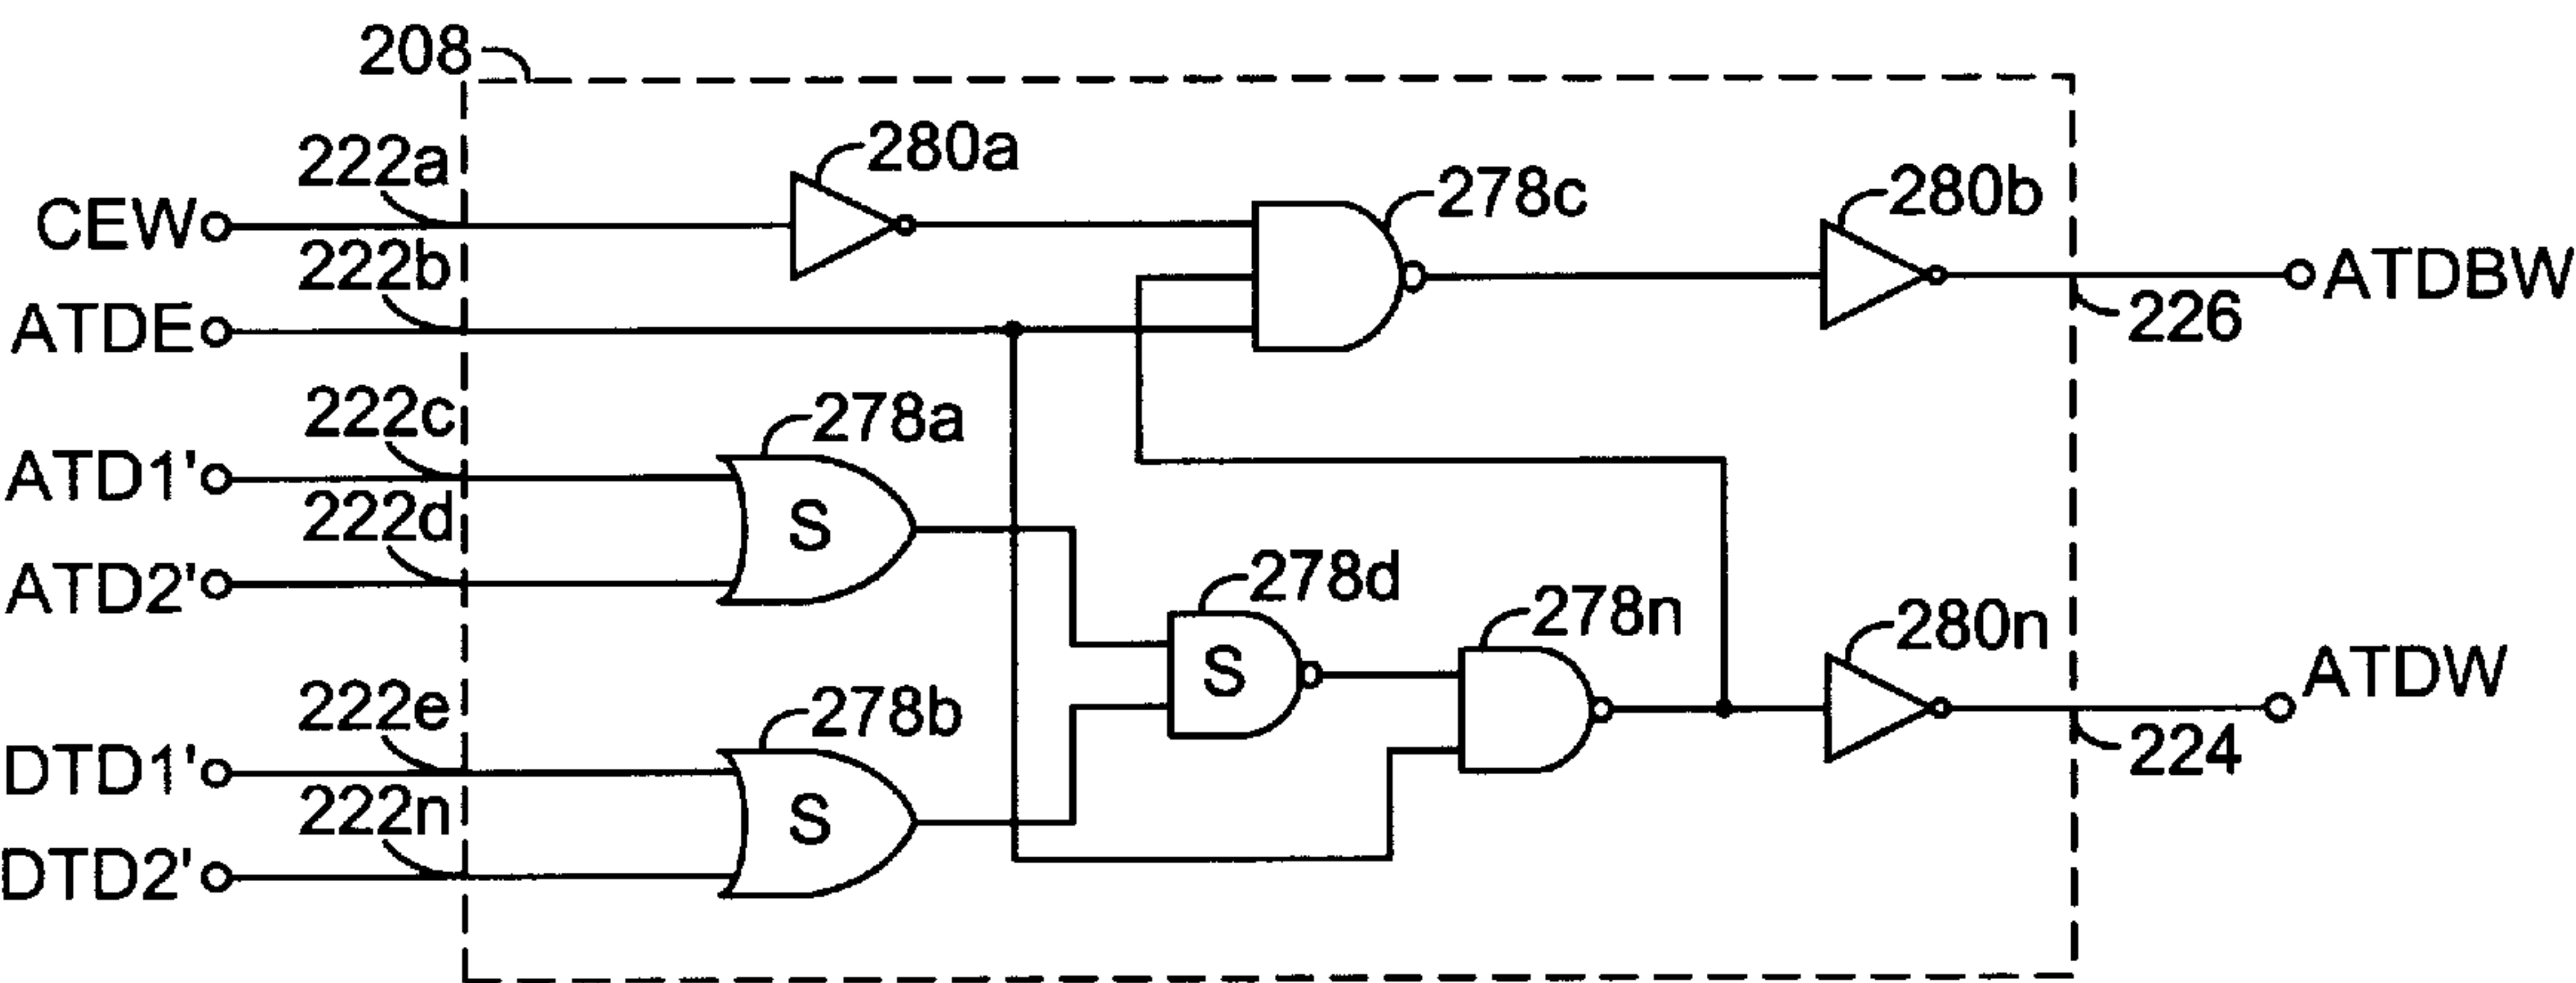 208
222a
280a
278c
280b
CEW
222b
ATDBW
ATDE
226
222c
278a
ATD1'
222d
S
278d
278n
280n
ATD2'
S
ATDW
222e
278b
DTD1'
224
222n
S
DTD2'